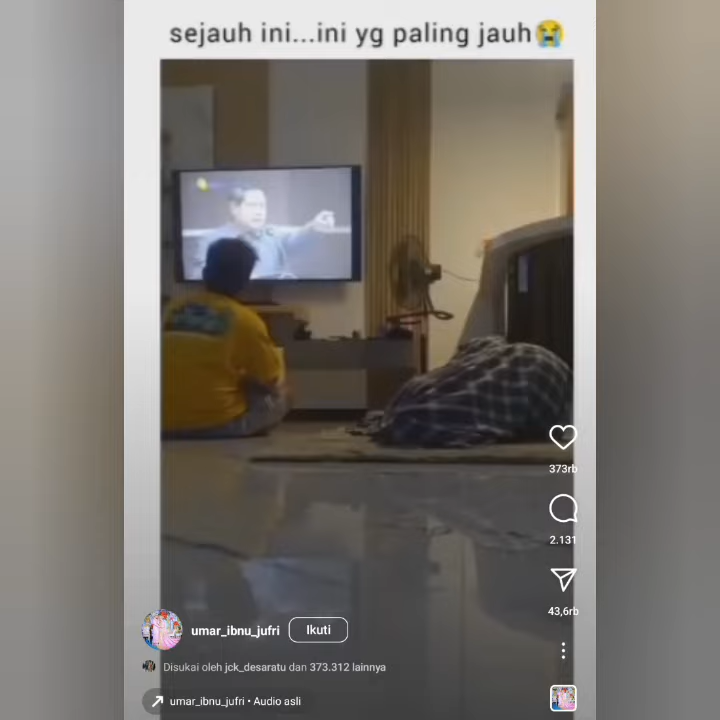 sejauh ini...ini yg paling jauh😭
373rb
2.131
43,6rb
umar_ibnu_jufri
Ikuti
Disukai oleh jck_desaratu dan 373.312 lainnya
umar_ibnu_jufri • Audio asli